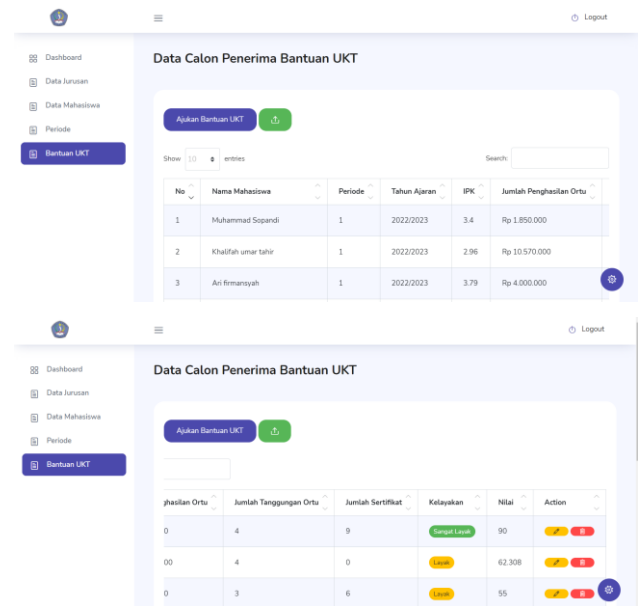 Logout
Dashboard
Data Jurusan
Data Mahasiswa
Periode
Bantuan UKT
Data Calon Penerima Bantuan UKT
Ajukan Bantuan UKT
Show 10 entries
Search:
No Nama Mahasiswa Periode Tahun Ajaran IPK Jumlah Penghasilan Ortu
1 Muhammad Sopandi 1 2022/2023 3.4 Rp 1.850.000
2 Khalifah umar tahir 1 2022/2023 2.96 Rp 10.570.000
3 Ari firmansyah 1 2022/2023 3.79 Rp 4.000.000
Logout
Dashboard
Data Jurusan
Data Mahasiswa
Periode
Bantuan UKT
Data Calon Penerima Bantuan UKT
Ajukan Bantuan UKT
ghasilan Ortu Jumlah Tanggungan Ortu Jumlah Sertifikat Kelayakan Nilai Action
0 4 9 Sangat Layak 90
00 4 0 Layak 62.308
0 3 6 Layak 55